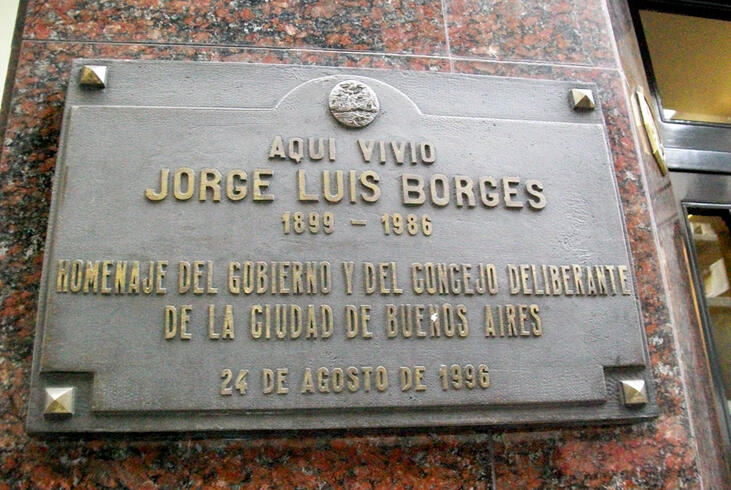 AQUI VIVIO
JORGE LUIS BORGES
1899 - 1986
HOMENAJE DEL GOBIERNO Y DEL CONCEJO DELIBERANTE
DE LA CIUDAD DE BUENOS AIRES
24 DE AGOSTO DE 1996